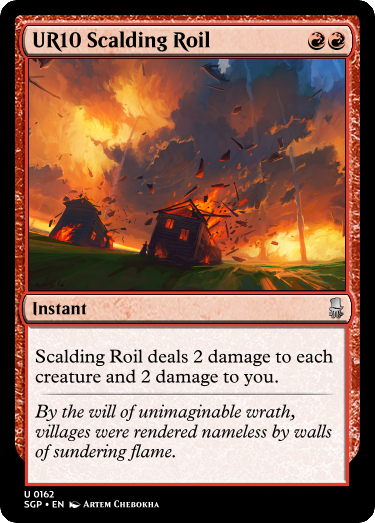 UR10 Scalding Roil
Instant
Scalding Roil deals 2 damage to each
creature and 2 damage to you.
By the will of unimaginable wrath,
villages were rendered nameless by walls
of sundering flame.
U 0162
SGP • EN Artem Chebokha